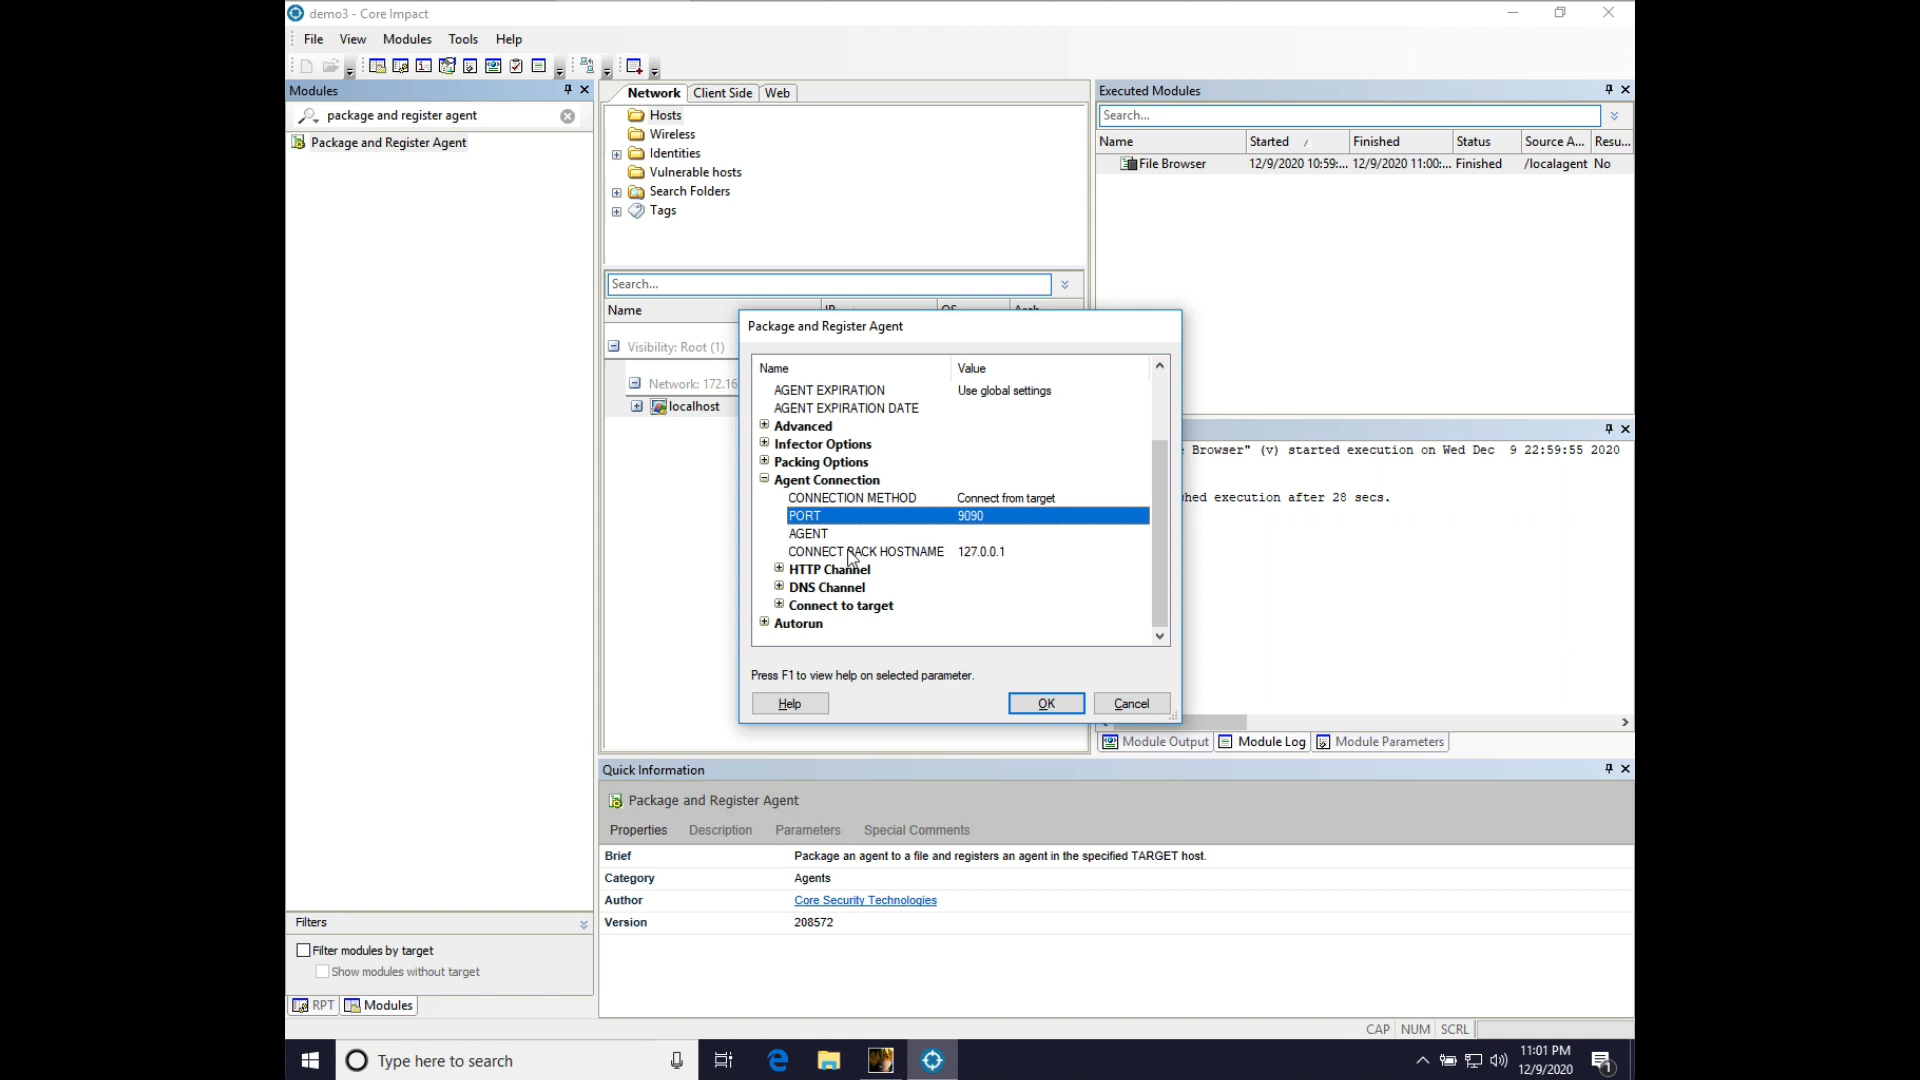 demo3 - Core Impact
File View Modules Tools Help
Modules
package and register agent
Package and Register Agent
Network Client Side Web
Hosts
Wireless
Identities
Vulnerable hosts
Search Folders
Tags
Search...
Name
Visibility: Root (1)
Network: 172.16
localhost
Executed Modules
Search...
Name Started Finished Status Source A... Resu...
File Browser 12/9/2020 10:59:... 12/9/2020 11:00:... Finished /localagent No
Browser" (v) started execution on Wed Dec 9 22:59:55 2020
hed execution after 28 secs.
Module Output Module Log Module Parameters
Package and Register Agent
Name Value
AGENT EXPIRATION Use global settings
AGENT EXPIRATION DATE
Advanced
Infector Options
Packing Options
Agent Connection
CONNECTION METHOD Connect from target
PORT 9090
AGENT
CONNECT BACK HOSTNAME 127.0.0.1
HTTP Channel
DNS Channel
Connect to target
Autorun
Press F1 to view help on selected parameter.
Help OK Cancel
Quick Information
Package and Register Agent
Properties Description Parameters Special Comments
Brief Package an agent to a file and registers an agent in the specified TARGET host.
Category Agents
Author Core Security Technologies
Version 208572
Filters
Filter modules by target
Show modules without target
RPT Modules
CAP NUM SCRL
Type here to search
11:01 PM
12/9/2020
1